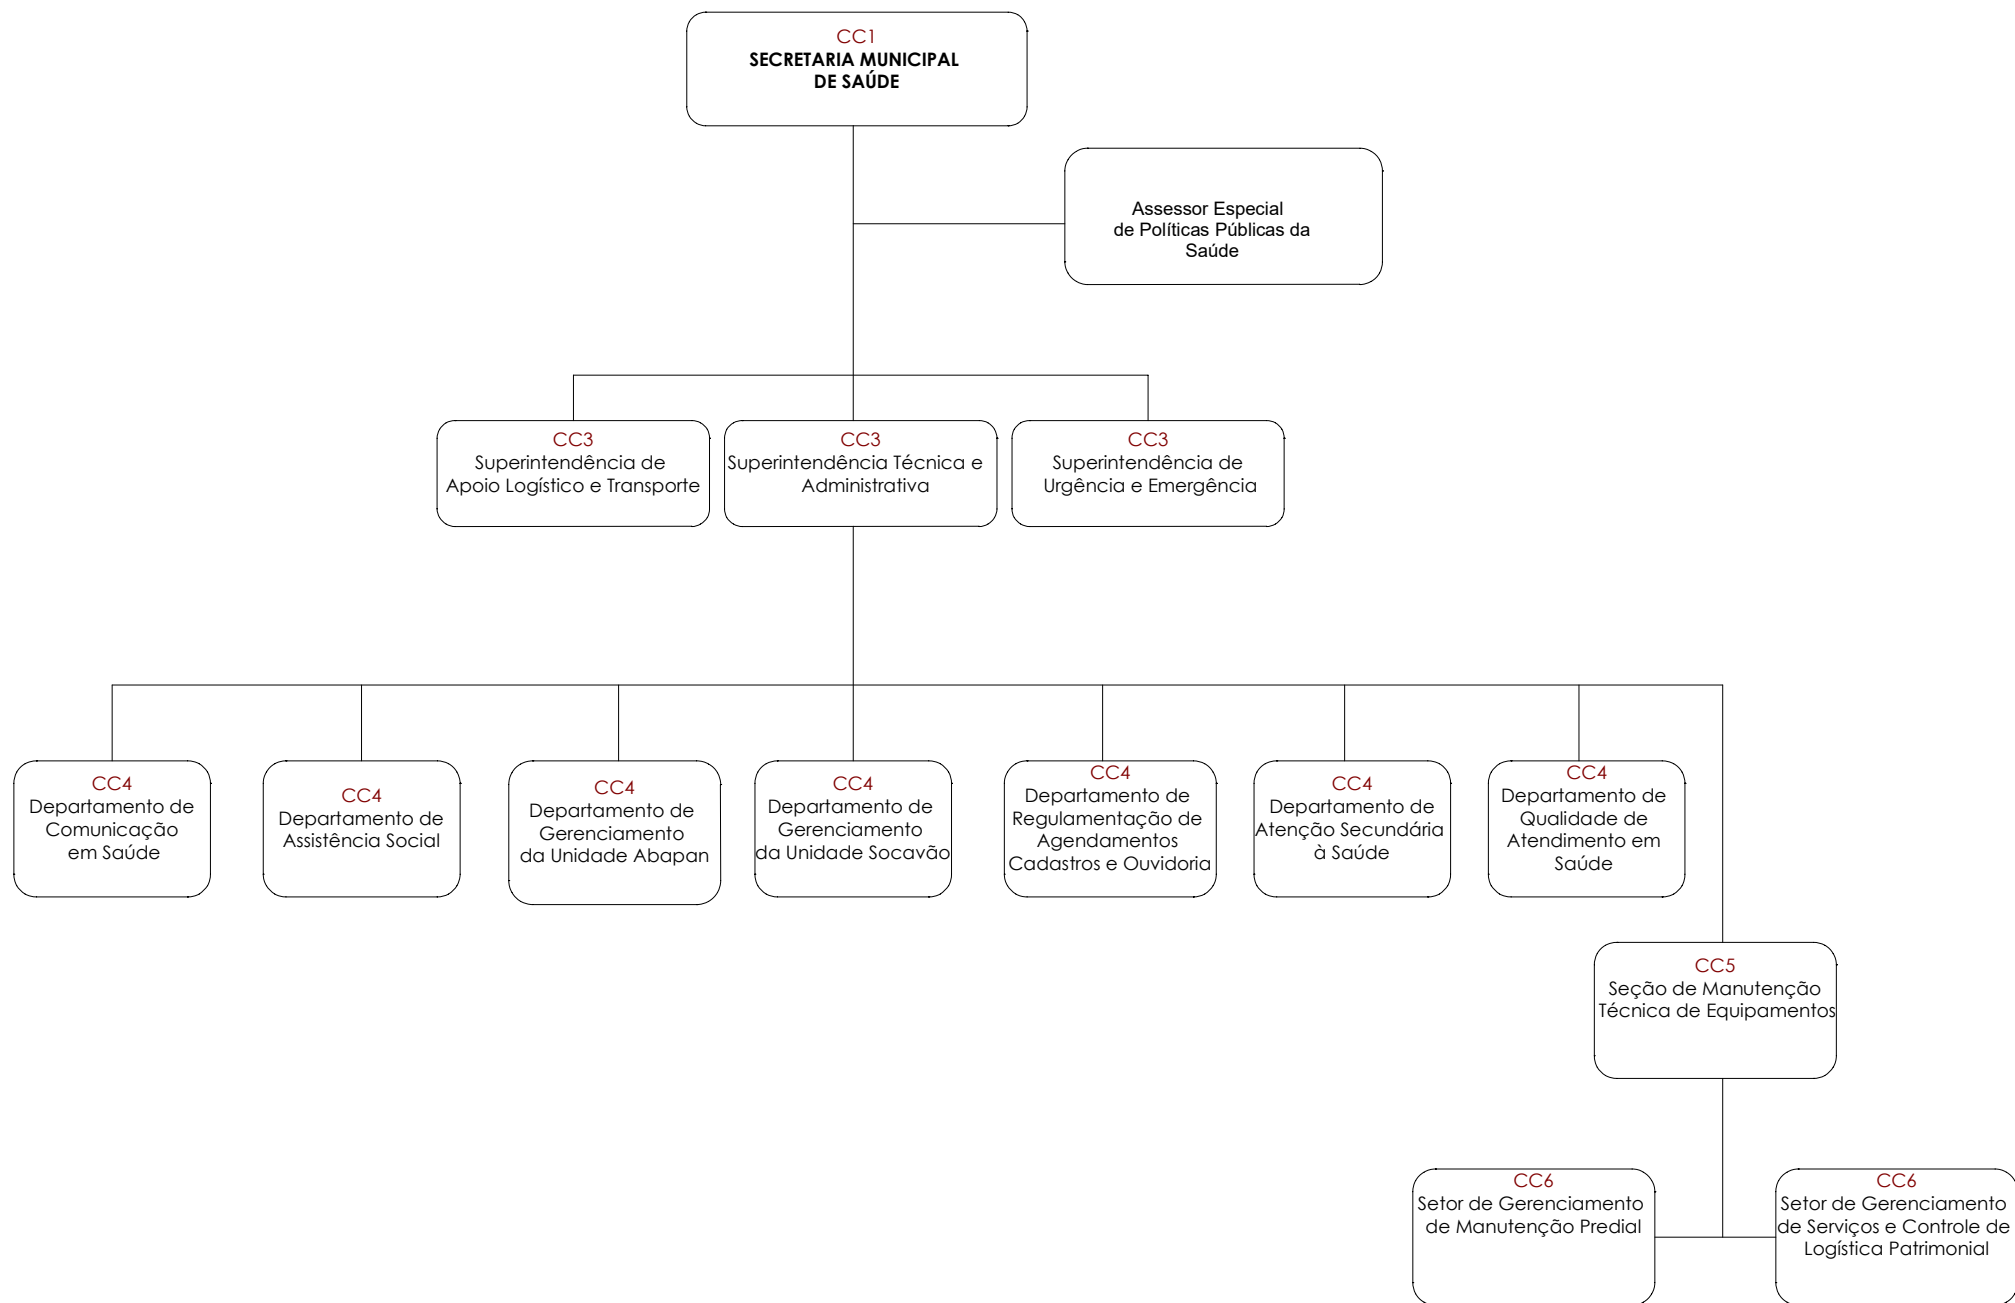 CC1
SECRETARIA MUNICIPAL
DE SAÚDE
Assessor Especial
de Políticas Públicas da
Saúde
CC3
Superintendência de
Apoio Logístico e Transporte
CC3
Superintendência Técnica e
Administrativa
CC3
Superintendência de
Urgência e Emergência
CC4
Departamento de
Comunicação
em Saúde
CC4
Departamento de
Assistência Social
CC4
Departamento de
Gerenciamento
da Unidade Abapan
CC4
Departamento de
Gerenciamento
da Unidade Socavão
CC4
Departamento de
Regulamentação de
Agendamentos
Cadastros e Ouvidoria
CC4
Departamento de
Atenção Secundária
à Saúde
CC4
Departamento de
Qualidade de
Atendimento em
Saúde
CC5
Seção de Manutenção
Técnica de Equipamentos
CC6
Setor de Gerenciamento
de Manutenção Predial
CC6
Setor de Gerenciamento
de Serviços e Controle de
Logística Patrimonial